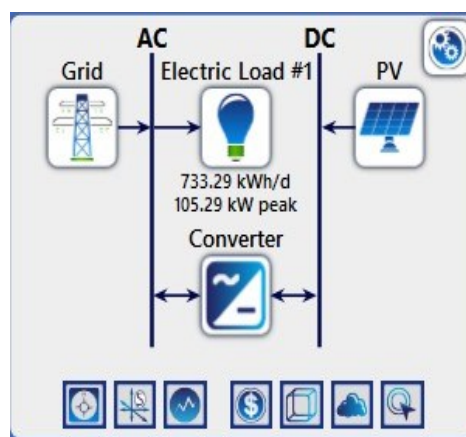 AC DC
Grid Electric Load #1 PV
733.29 kWh/d
105.29 kW peak
Converter
$